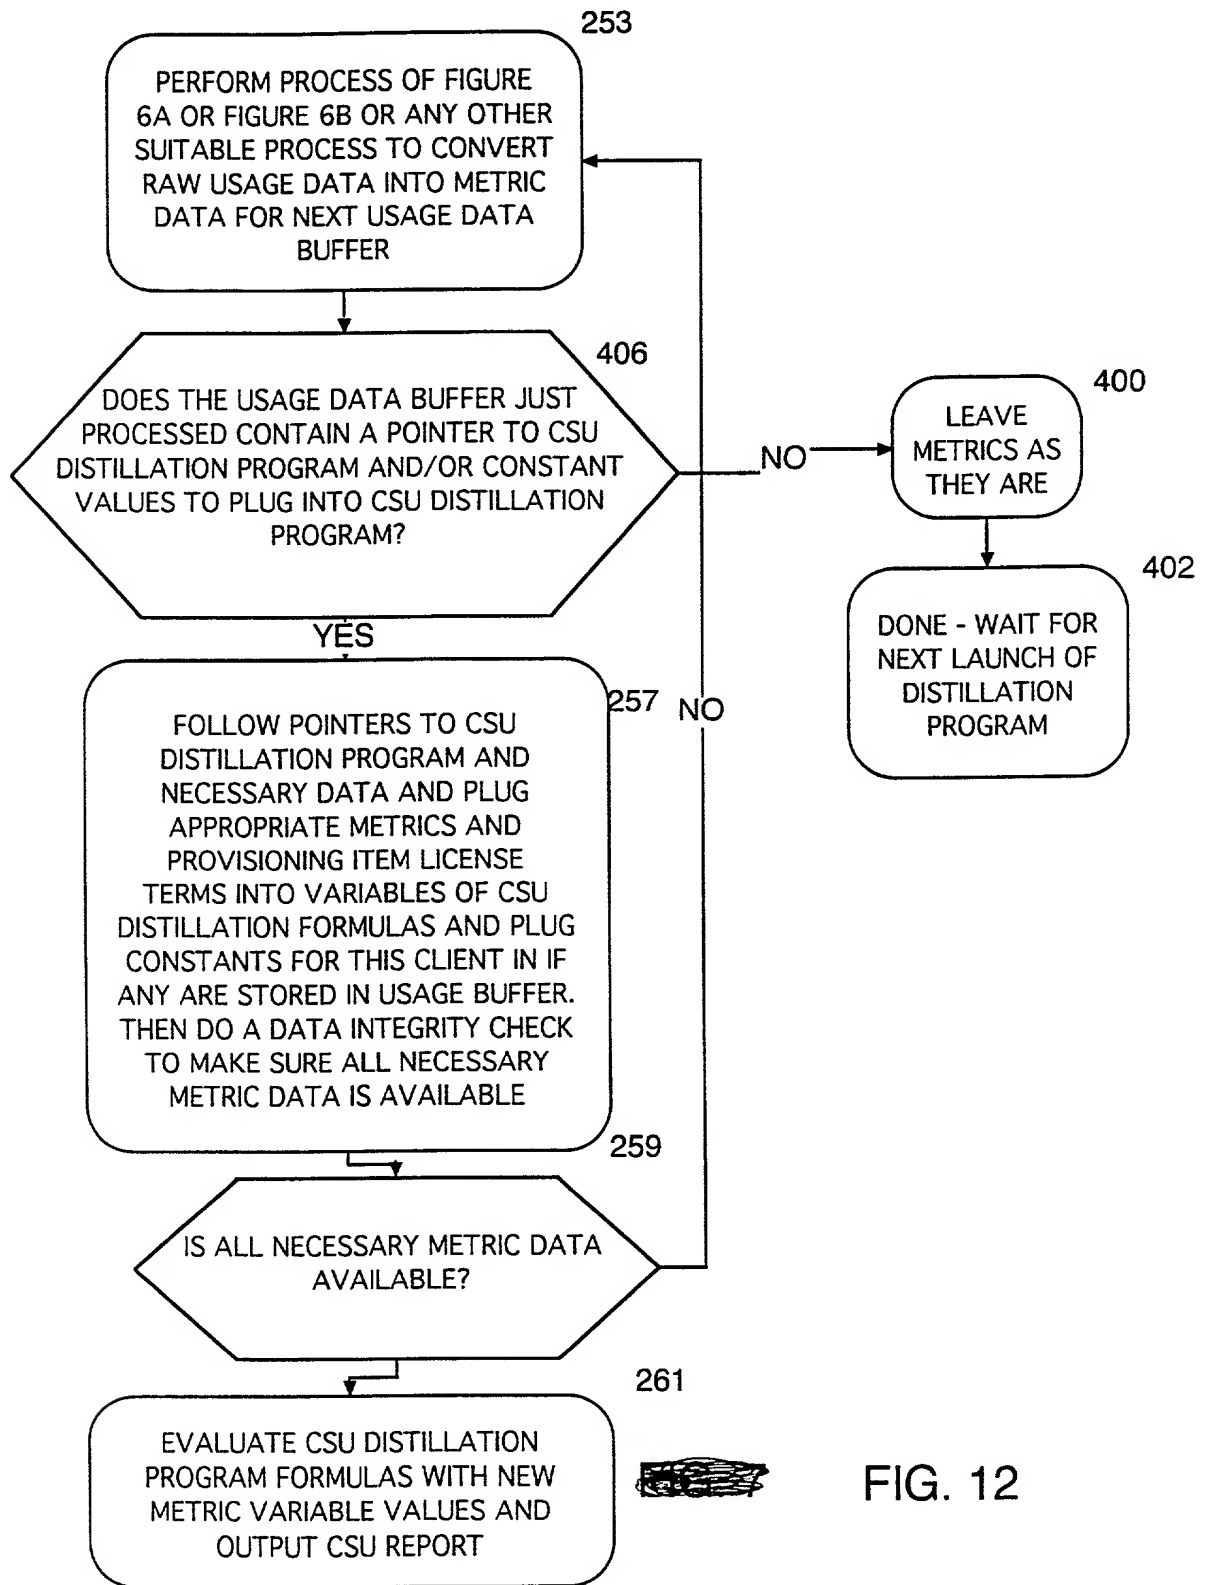 253
PERFORM PROCESS OF FIGURE
6A OR FIGURE 6B OR ANY OTHER
SUITABLE PROCESS TO CONVERT
RAW USAGE DATA INTO METRIC
DATA FOR NEXT USAGE DATA
BUFFER
406
DOES THE USAGE DATA BUFFER JUST
PROCESSED CONTAIN A POINTER TO CSU
DISTILLATION PROGRAM AND/OR CONSTANT
VALUES TO PLUG INTO CSU DISTILLATION
PROGRAM?
NO
400
LEAVE
METRICS AS
THEY ARE
402
DONE - WAIT FOR
NEXT LAUNCH OF
DISTILLATION
PROGRAM
YES
257
NO
FOLLOW POINTERS TO CSU
DISTILLATION PROGRAM AND
NECESSARY DATA AND PLUG
APPROPRIATE METRICS AND
PROVISIONING ITEM LICENSE
TERMS INTO VARIABLES OF CSU
DISTILLATION FORMULAS AND PLUG
CONSTANTS FOR THIS CLIENT IN IF
ANY ARE STORED IN USAGE BUFFER.
THEN DO A DATA INTEGRITY CHECK
TO MAKE SURE ALL NECESSARY
METRIC DATA IS AVAILABLE
259
IS ALL NECESSARY METRIC DATA
AVAILABLE?
261
EVALUATE CSU DISTILLATION
PROGRAM FORMULAS WITH NEW
METRIC VARIABLE VALUES AND
OUTPUT CSU REPORT
FIG. 12